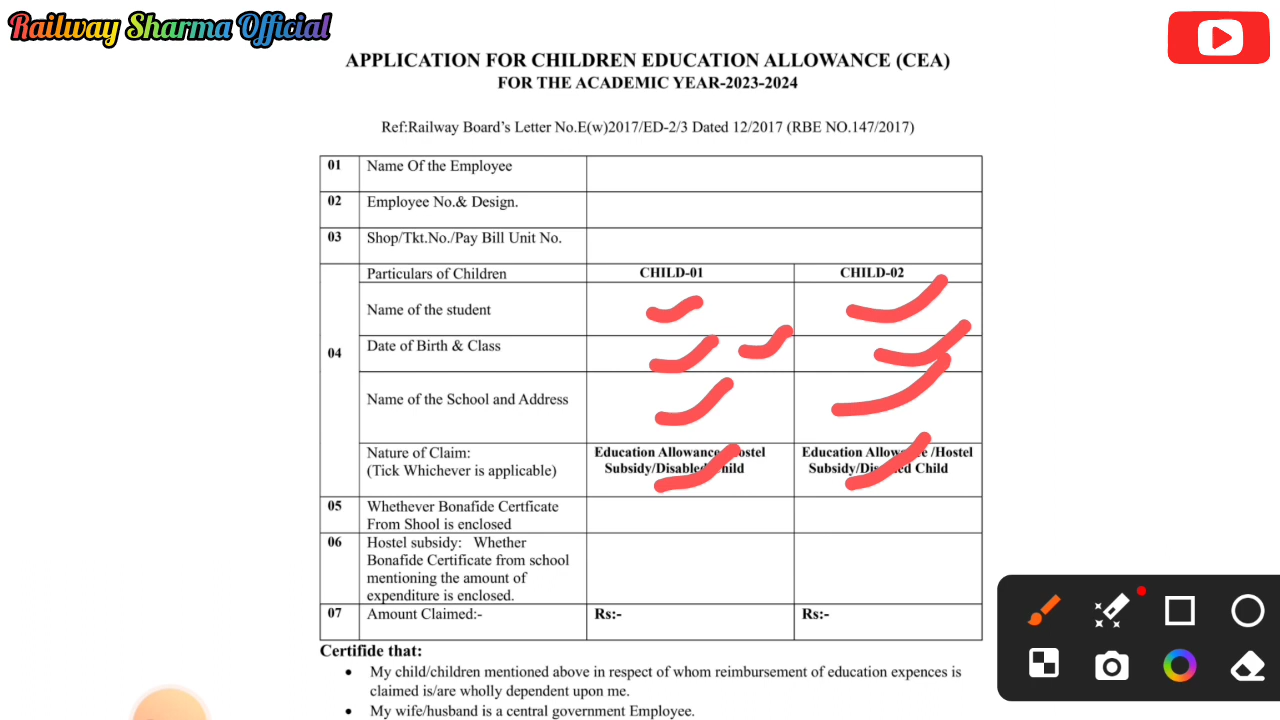 Railway Sharma Official
APPLICATION FOR CHILDREN EDUCATION ALLOWANCE (CEA)
FOR THE ACADEMIC YEAR-2023-2024
Ref:Railway Board's Letter No.E(w)2017/ED-2/3 Dated 12/2017 (RBE NO.147/2017)
01 Name Of the Employee
02 Employee No.& Design.
03 Shop/Tkt.No./Pay Bill Unit No.
Particulars of Children CHILD-01 CHILD-02
Name of the student
04 Date of Birth & Class
Name of the School and Address
Nature of Claim: Education Allowance Hostel Education Allowance /Hostel
(Tick Whichever is applicable) Subsidy/Disabled Child Subsidy/Disabled Child
05 Whethever Bonafide Certficate
From Shool is enclosed
06 Hostel subsidy: Whether
Bonafide Certificate from school
mentioning the amount of
expenditure is enclosed.
07 Amount Claimed:- Rs:- Rs:-
Certifide that:
• My child/children mentioned above in respect of whom reimbursement of education expences is
claimed is/are wholly dependent upon me.
• My wife/husband is a central government Employee.